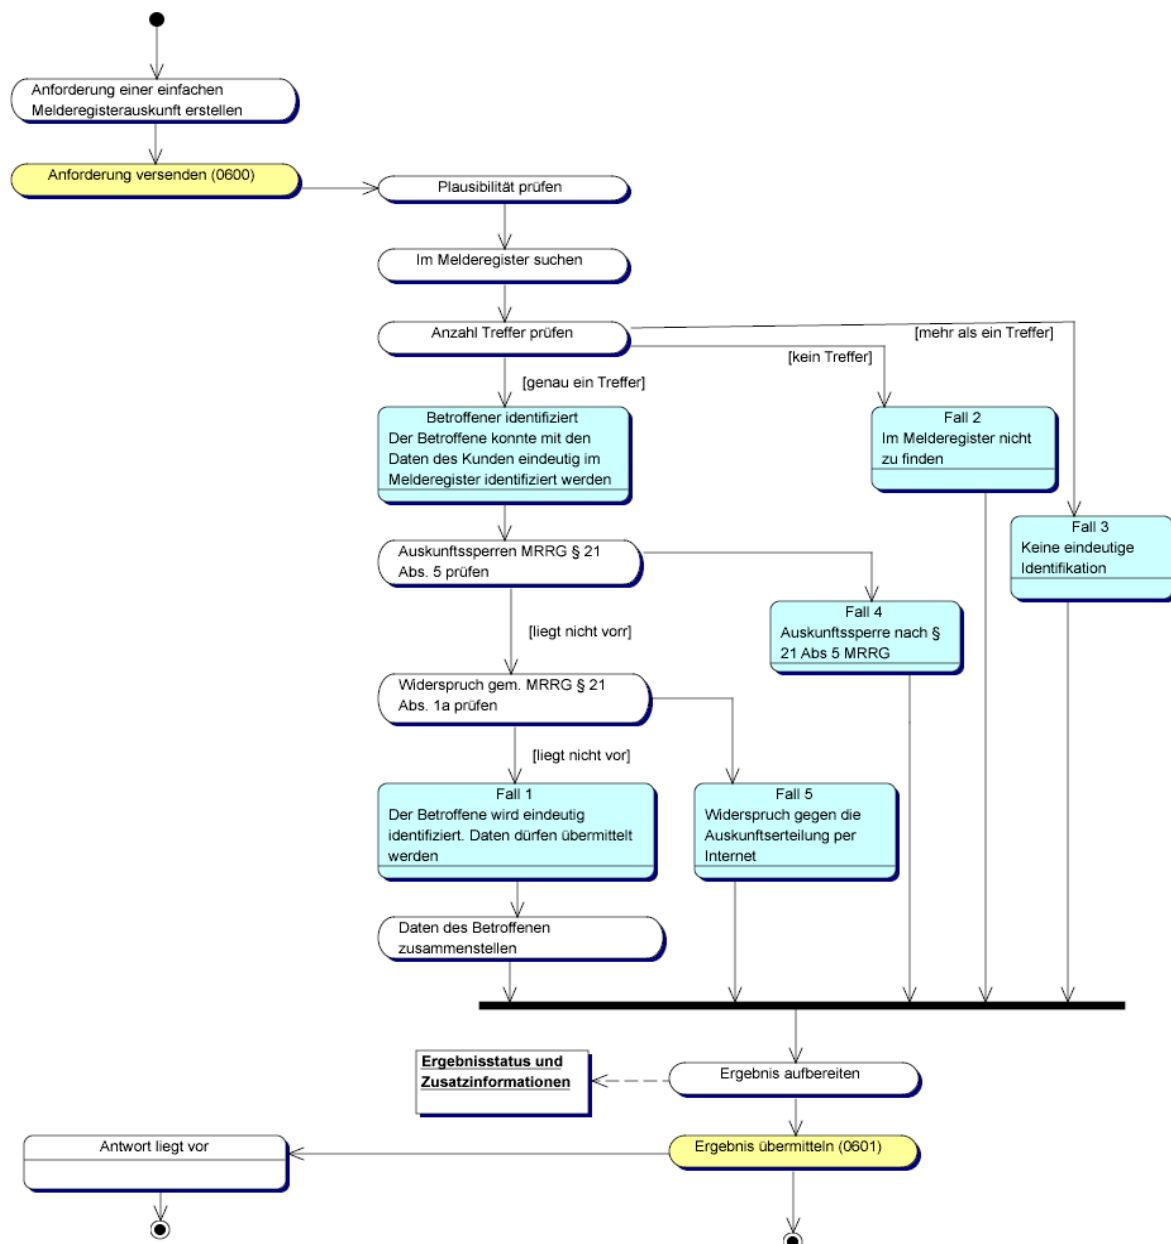 Anforderung einer einfachen
Melderegisterauskunft erstellen
Anforderung versenden (0600)
Plausibilität prüfen
Im Melderegister suchen
Anzahl Treffer prüfen
[mehr als ein Treffer]
[kein Treffer]
[genau ein Treffer]
Betroffener identifiziert
Der Betroffene konnte mit den
Daten des Kunden eindeutig im
Melderegister identifiziert werden
Fall 2
Im Melderegister nicht
zu finden
Fall 3
Keine eindeutige
Identifikation
Auskunftssperren MRRG § 21
Abs. 5 prüfen
Fall 4
Auskunftssperre nach §
21 Abs 5 MRRG
[liegt nicht vorr]
Widerspruch gem. MRRG § 21
Abs. 1a prüfen
[liegt nicht vor]
Fall 1
Der Betroffene wird eindeutig
identifiziert. Daten dürfen übermittelt
werden
Fall 5
Widerspruch gegen die
Auskunftserteilung per
Internet
Daten des Betroffenen
zusammenstellen
Ergebnisstatus und
Zusatzinformationen
Ergebnis aufbereiten
Antwort liegt vor
Ergebnis übermitteln (0601)